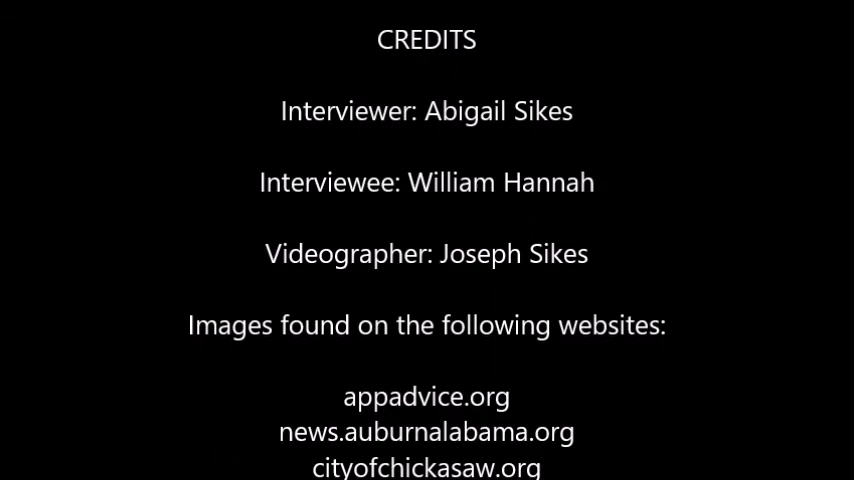 CREDITS
Interviewer: Abigail Sikes
Interviewee: William Hannah
Videographer: Joseph Sikes
Images found on the following websites:
appadvice.org
news.auburnalabama.org
cityofchickasaw.org